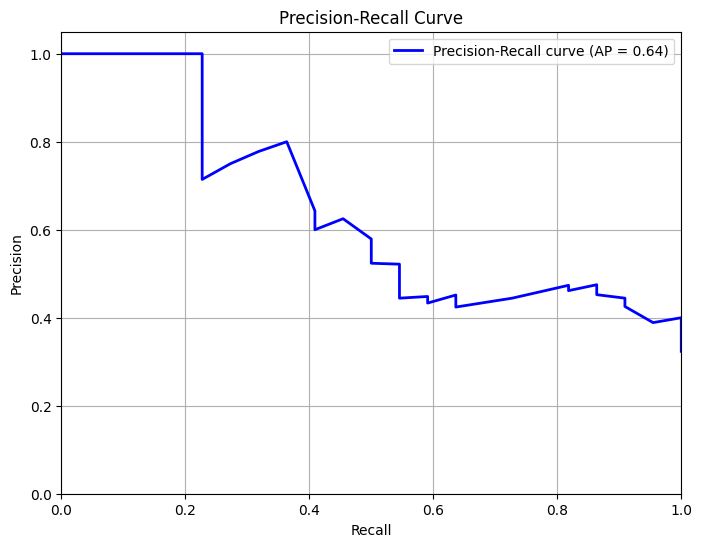 Precision-Recall Curve
Precision-Recall curve (AP = 0.64)
1.0
0.8
0.6
0.4
0.2
0.0
Precision
0.0 0.2 0.4 0.6 0.8 1.0
Recall